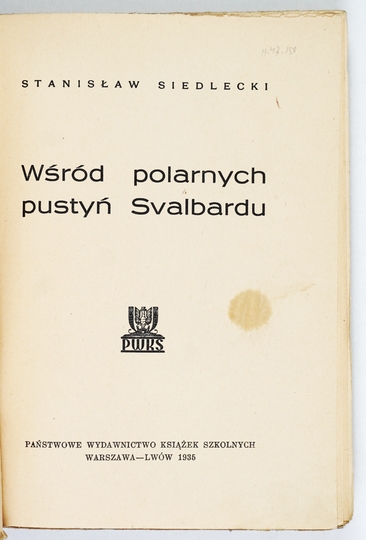 STANISŁAW SIEDLECKI
Wśród polarnych
pustyń Svalbardu
PWKS
PAŃSTWOWE WYDAWNICTWO KSIĄŻEK SZKOLNYCH
WARSZAWA—LWÓW 1935